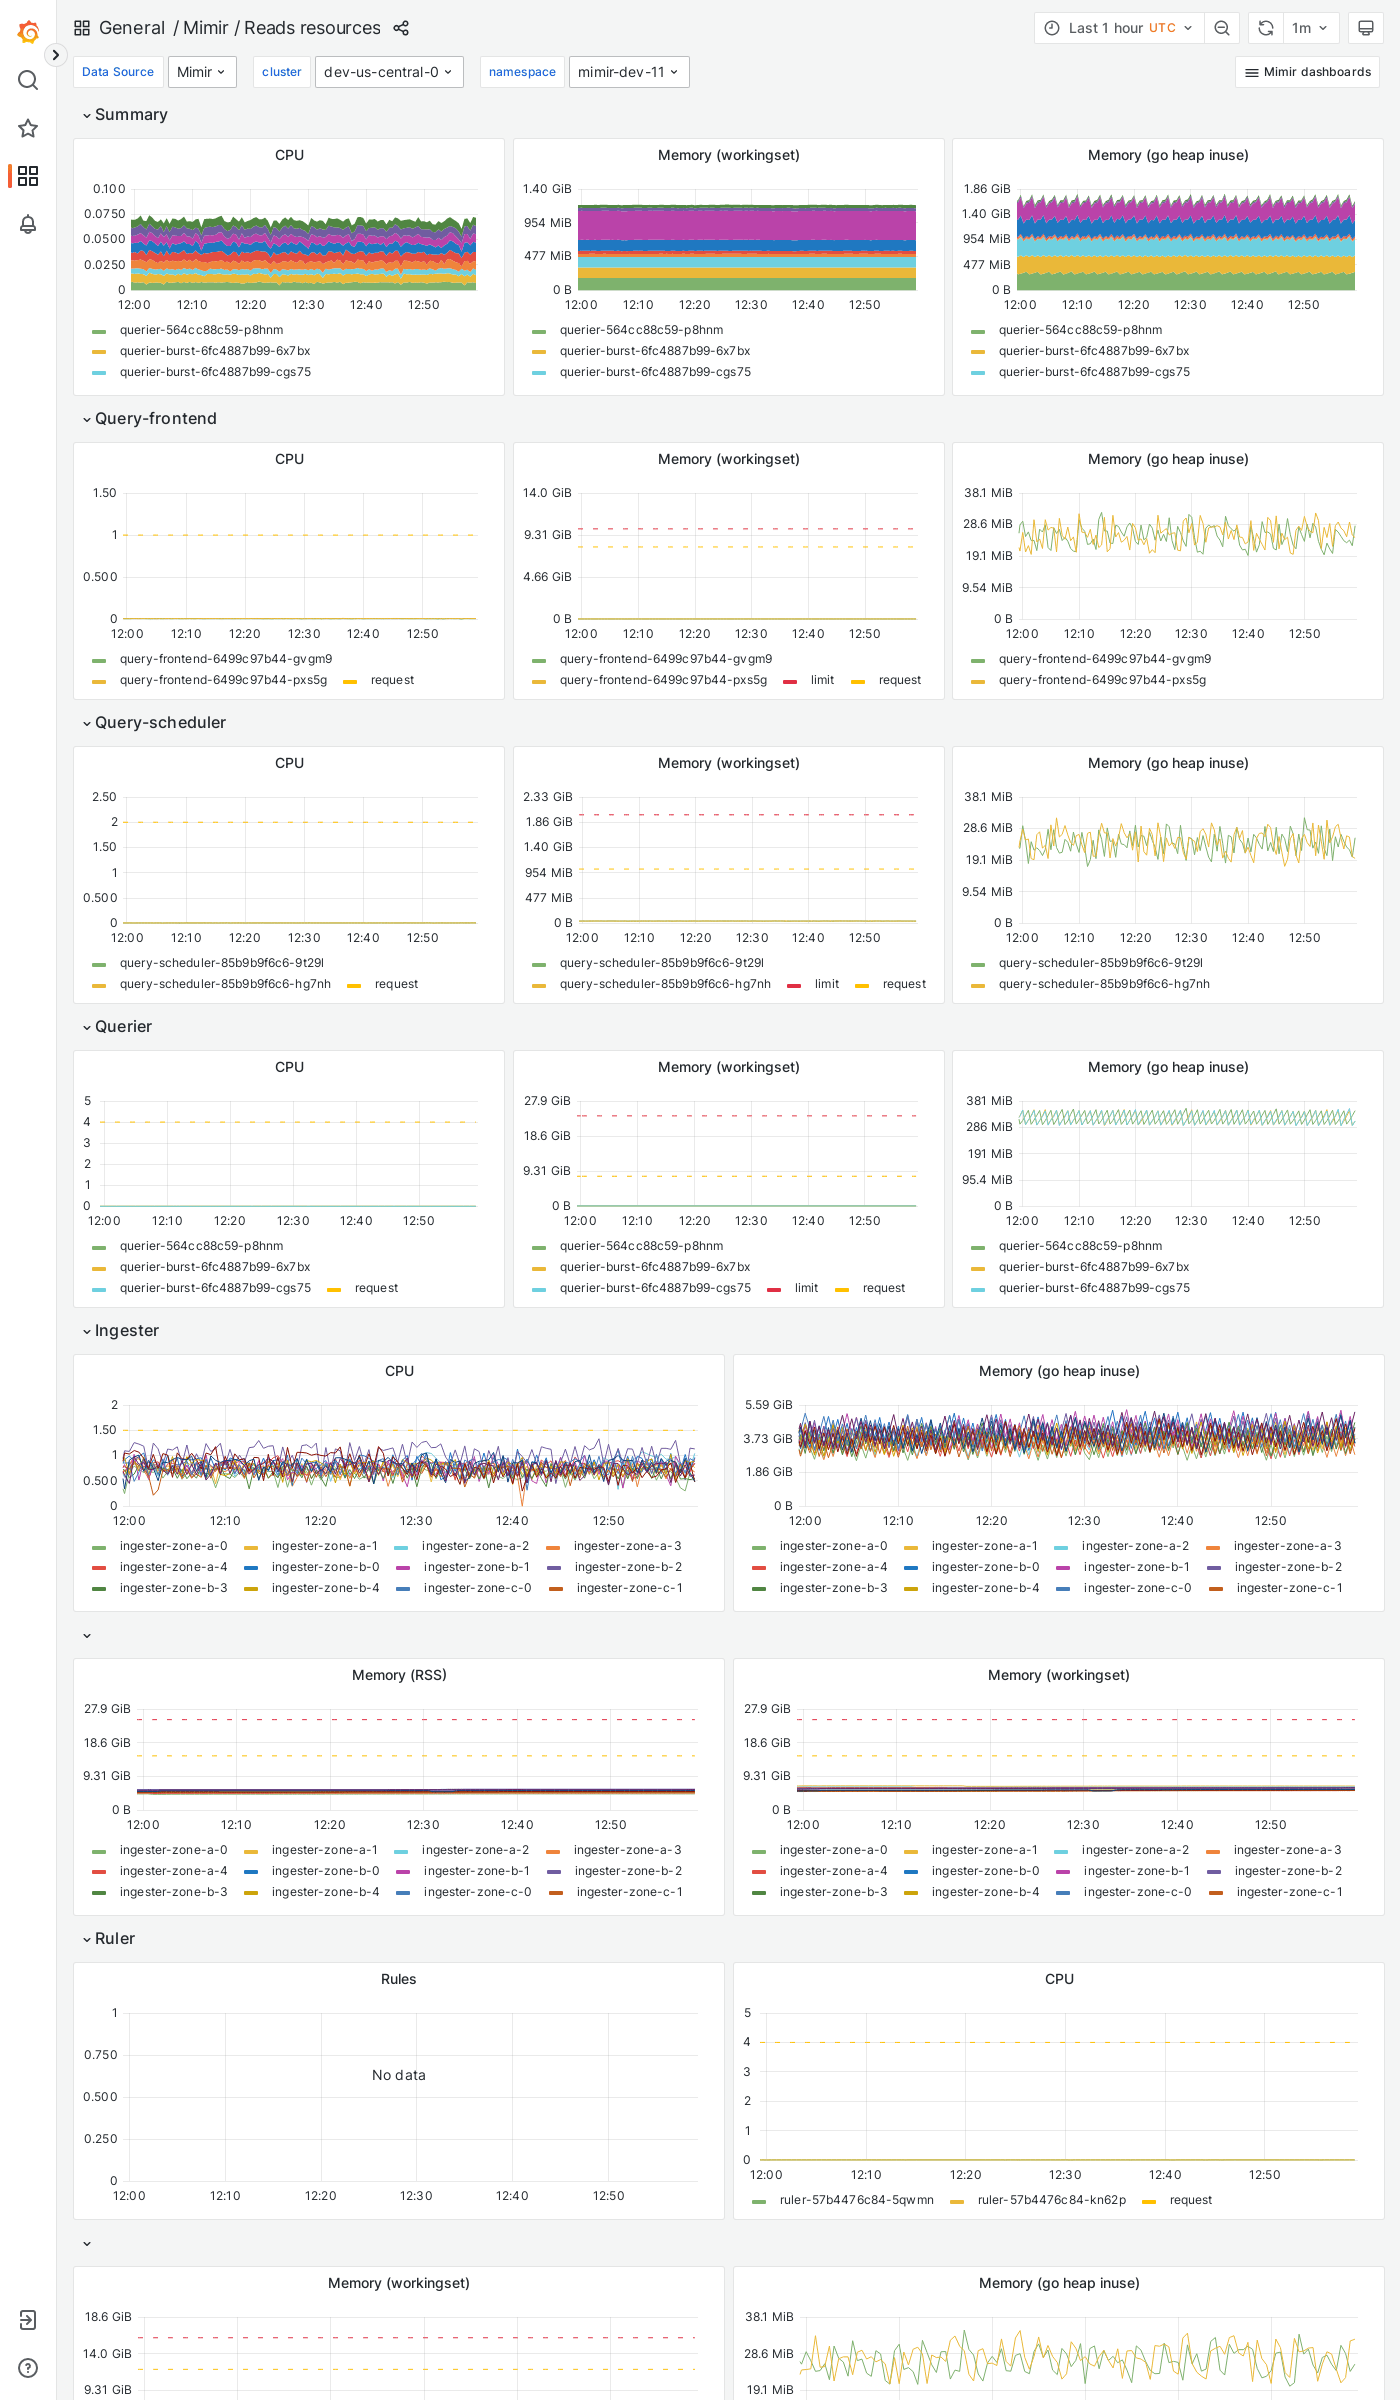 General / Mimir / Reads resources
Last 1 hour UTC
1m
Data Source Mimir cluster dev-us-central-0 namespace mimir-dev-11 Mimir dashboards
Summary
CPU
0.100
0.0750
0.0500
0.0250
0
12:00 12:10 12:20 12:30 12:40 12:50
querier-564cc88c59-p8hnm
querier-burst-6fc4887b99-6x7bx
querier-burst-6fc4887b99-cgs75
Memory (workingset)
1.40 GiB
954 MiB
477 MiB
0 B
12:00 12:10 12:20 12:30 12:40 12:50
querier-564cc88c59-p8hnm
querier-burst-6fc4887b99-6x7bx
querier-burst-6fc4887b99-cgs75
Memory (go heap inuse)
1.86 GiB
1.40 GiB
954 MiB
477 MiB
0 B
12:00 12:10 12:20 12:30 12:40 12:50
querier-564cc88c59-p8hnm
querier-burst-6fc4887b99-6x7bx
querier-burst-6fc4887b99-cgs75
Query-frontend
CPU
1.50
1
0.500
0
12:00 12:10 12:20 12:30 12:40 12:50
query-frontend-6499c97b44-gvgm9
query-frontend-6499c97b44-pxs5g request
Memory (workingset)
14.0 GiB
9.31 GiB
4.66 GiB
0 B
12:00 12:10 12:20 12:30 12:40 12:50
query-frontend-6499c97b44-gvgm9
query-frontend-6499c97b44-pxs5g limit request
Memory (go heap inuse)
38.1 MiB
28.6 MiB
19.1 MiB
9.54 MiB
0 B
12:00 12:10 12:20 12:30 12:40 12:50
query-frontend-6499c97b44-gvgm9
query-frontend-6499c97b44-pxs5g
Query-scheduler
CPU
2.50
2
1.50
1
0.500
0
12:00 12:10 12:20 12:30 12:40 12:50
query-scheduler-85b9b9f6c6-9t29l
query-scheduler-85b9b9f6c6-hg7nh request
Memory (workingset)
2.33 GiB
1.86 GiB
1.40 GiB
954 MiB
477 MiB
0 B
12:00 12:10 12:20 12:30 12:40 12:50
query-scheduler-85b9b9f6c6-9t29l
query-scheduler-85b9b9f6c6-hg7nh limit request
Memory (go heap inuse)
38.1 MiB
28.6 MiB
19.1 MiB
9.54 MiB
0 B
12:00 12:10 12:20 12:30 12:40 12:50
query-scheduler-85b9b9f6c6-9t29l
query-scheduler-85b9b9f6c6-hg7nh
Querier
CPU
5
4
3
2
1
0
12:00 12:10 12:20 12:30 12:40 12:50
querier-564cc88c59-p8hnm
querier-burst-6fc4887b99-6x7bx
querier-burst-6fc4887b99-cgs75 request
Memory (workingset)
27.9 GiB
18.6 GiB
9.31 GiB
0 B
12:00 12:10 12:20 12:30 12:40 12:50
querier-564cc88c59-p8hnm
querier-burst-6fc4887b99-6x7bx
querier-burst-6fc4887b99-cgs75 limit request
Memory (go heap inuse)
381 MiB
286 MiB
191 MiB
95.4 MiB
0 B
12:00 12:10 12:20 12:30 12:40 12:50
querier-564cc88c59-p8hnm
querier-burst-6fc4887b99-6x7bx
querier-burst-6fc4887b99-cgs75
Ingester
CPU
2
1.50
1
0.500
0
12:00 12:10 12:20 12:30 12:40 12:50
ingester-zone-a-0 ingester-zone-a-1 ingester-zone-a-2 ingester-zone-a-3
ingester-zone-a-4 ingester-zone-b-0 ingester-zone-b-1 ingester-zone-b-2
ingester-zone-b-3 ingester-zone-b-4 ingester-zone-c-0 ingester-zone-c-1
Memory (go heap inuse)
5.59 GiB
3.73 GiB
1.86 GiB
0 B
12:00 12:10 12:20 12:30 12:40 12:50
ingester-zone-a-0 ingester-zone-a-1 ingester-zone-a-2 ingester-zone-a-3
ingester-zone-a-4 ingester-zone-b-0 ingester-zone-b-1 ingester-zone-b-2
ingester-zone-b-3 ingester-zone-b-4 ingester-zone-c-0 ingester-zone-c-1
Memory (RSS)
27.9 GiB
18.6 GiB
9.31 GiB
0 B
12:00 12:10 12:20 12:30 12:40 12:50
ingester-zone-a-0 ingester-zone-a-1 ingester-zone-a-2 ingester-zone-a-3
ingester-zone-a-4 ingester-zone-b-0 ingester-zone-b-1 ingester-zone-b-2
ingester-zone-b-3 ingester-zone-b-4 ingester-zone-c-0 ingester-zone-c-1
Memory (workingset)
27.9 GiB
18.6 GiB
9.31 GiB
0 B
12:00 12:10 12:20 12:30 12:40 12:50
ingester-zone-a-0 ingester-zone-a-1 ingester-zone-a-2 ingester-zone-a-3
ingester-zone-a-4 ingester-zone-b-0 ingester-zone-b-1 ingester-zone-b-2
ingester-zone-b-3 ingester-zone-b-4 ingester-zone-c-0 ingester-zone-c-1
Ruler
Rules
1
0.750
0.500
0.250
0
No data
12:00 12:10 12:20 12:30 12:40 12:50
CPU
5
4
3
2
1
0
12:00 12:10 12:20 12:30 12:40 12:50
ruler-57b4476c84-5qwmn ruler-57b4476c84-kn62p request
Memory (workingset)
18.6 GiB
14.0 GiB
9.31 GiB
Memory (go heap inuse)
38.1 MiB
28.6 MiB
19.1 MiB